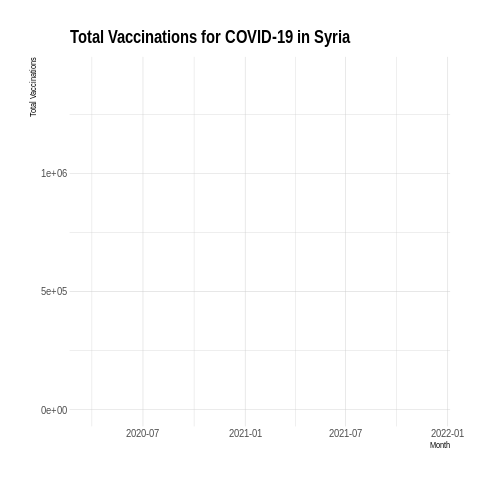 Total Vaccinations for COVID-19 in Syria
Total Vaccinations
1e+06
5e+05
0e+00
2020-07 2021-01 2021-07 2022-01
Month